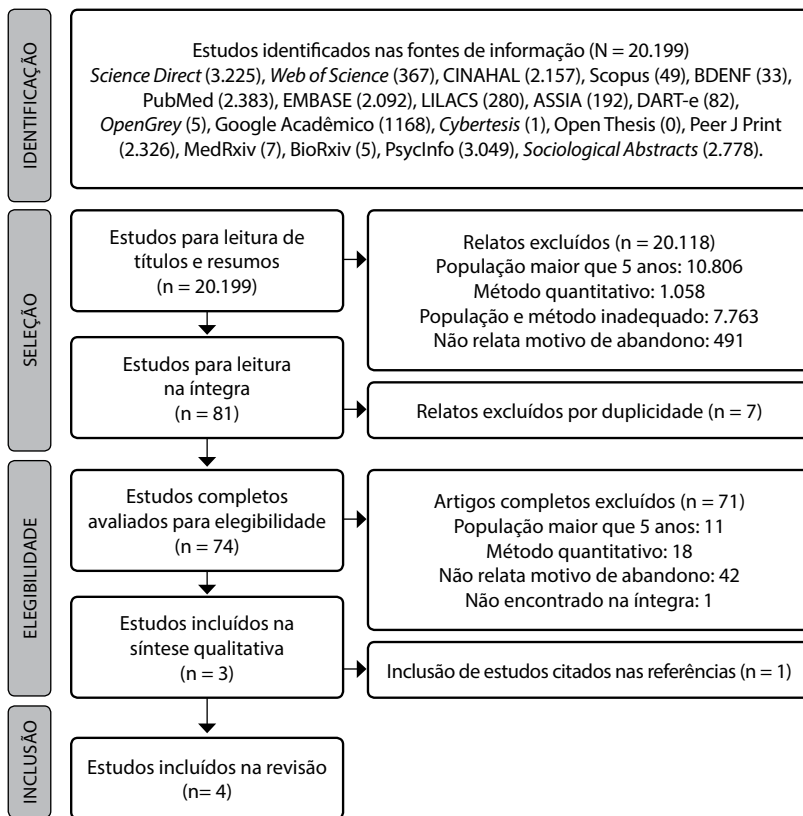 IDENTIFICAÇÃO
Estudos identificados nas fontes de informação (N = 20.199)
Science Direct (3.225), Web of Science (367), CINAHAL (2.157), Scopus (49), BDENF (33),
PubMed (2.383), EMBASE (2.092), LILACS (280), ASSIA (192), DART-e (82),
OpenGrey (5), Google Acadêmico (1168), Cybertesis (1), Open Thesis (0), Peer J Print
(2.326), MedRxiv (7), BioRxiv (5), PsycInfo (3.049), Sociological Abstracts (2.778).
SELEÇÃO
Estudos para leitura de
títulos e resumos
(n = 20.199)
Relatos excluídos (n = 20.118)
População maior que 5 anos: 10.806
Método quantitativo: 1.058
População e método inadequado: 7.763
Não relata motivo de abandono: 491
Estudos para leitura
na íntegra
(n = 81)
Relatos excluídos por duplicidade (n = 7)
ELEGIBILIDADE
Estudos completos
avaliados para elegibilidade
(n = 74)
Artigos completos excluídos (n = 71)
População maior que 5 anos: 11
Método quantitativo: 18
Não relata motivo de abandono: 42
Não encontrado na íntegra: 1
Estudos incluídos na
síntese qualitativa
(n = 3)
Inclusão de estudos citados nas referências (n = 1)
INCLUSÃO
Estudos incluídos na revisão
(n= 4)